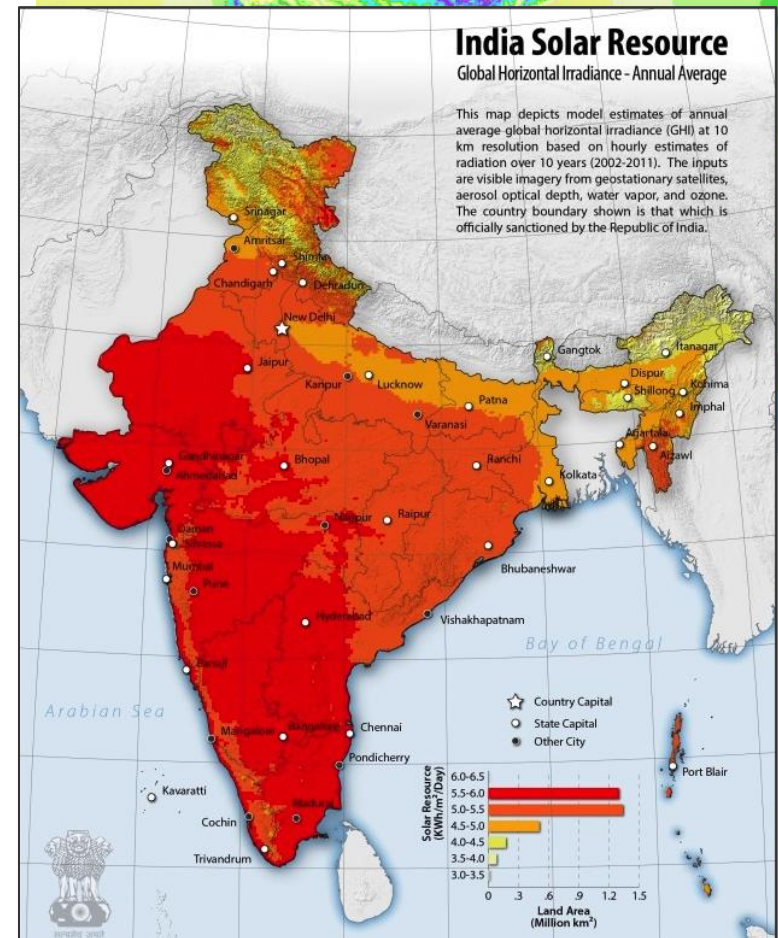 India Solar Resource
Global Horizontal Irradiance - Annual Average
This map depicts model estimates of annual
average global horizontal irradiance (GHI) at 10
km resolution based on hourly estimates of
radiation over 10 years (2002-2011). The inputs
are visible imagery from geostationary satellites,
aerosol optical depth, water vapor, and ozone.
The country boundary shown is that which is
officially sanctioned by the Republic of India.
Srinagar
Amritsar
Shimla
Chandigarh
Dehradun
New Delhi
Jaipur
Kanpur
Lucknow
Gangtok
Itanagar
Dispur
Shillong
Kohima
Imphal
Patna
Varanasi
Agartala
Aizawl
Gandhinagar
Ahmedabad
Bhopal
Ranchi
Kolkata
Nagpur
Raipur
Daman
Silvassa
Bhubaneshwar
Mumbai
Pune
Hyderabad
Vishakhapatnam
Bay of Bengal
Panaji
Arabian Sea
Mangalore
Bangalore
Chennai
Pondicherry
Kavaratti
Cochin
Madurai
Trivandrum
Port Blair
Country Capital
State Capital
Other City
Solar Resource
(KWh/m²/Day)
6.0-6.5
5.5-6.0
5.0-5.5
4.5-5.0
4.0-4.5
3.5-4.0
3.0-3.5
0 .3 .6 .9 1.2 1.5
Land Area
(Million km²)